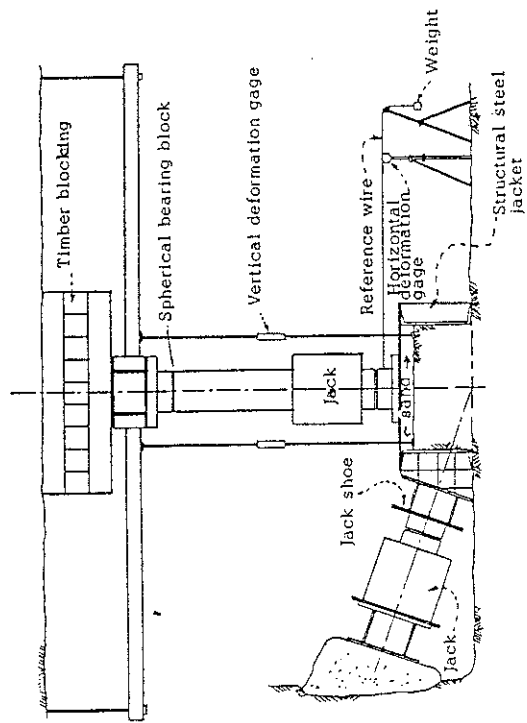 Timber blocking
Spherical bearing block
Vertical deformation gage
Jack
Reference wire
Horizontal
deformation
gage
Weight
sand
Jack shoe
Jack
Structural steel
jacket